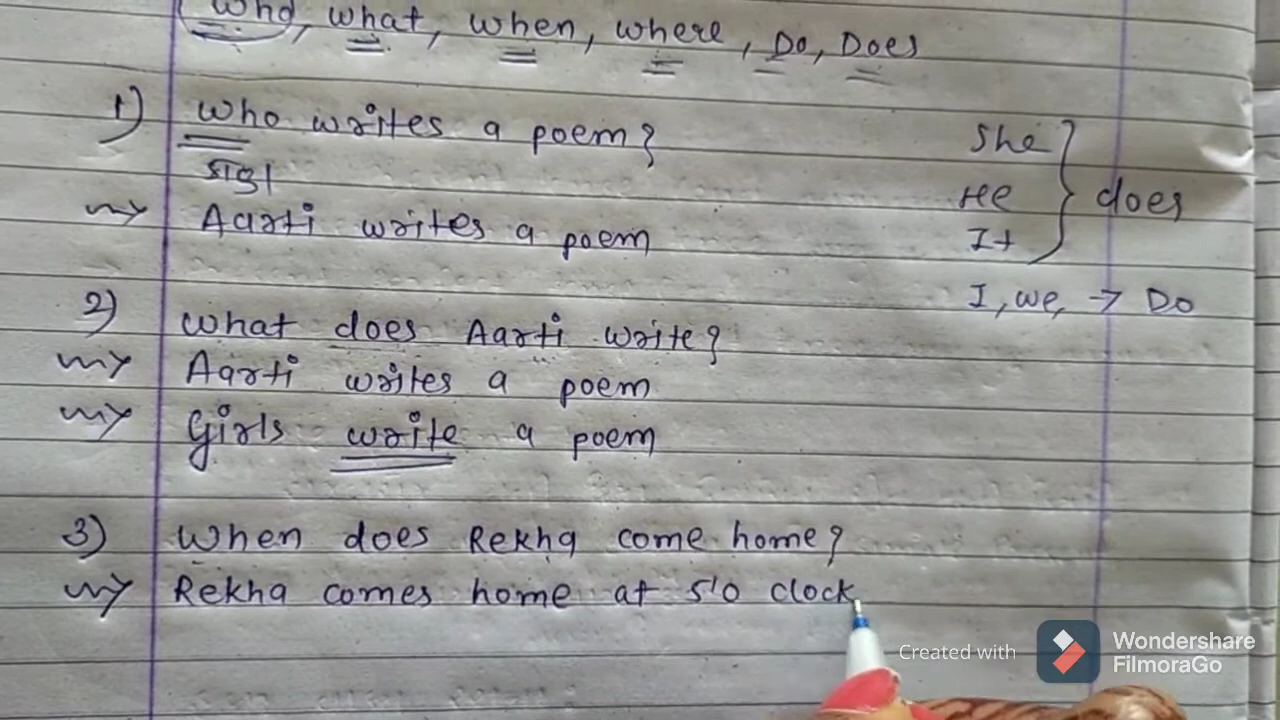 Who, what, when, where, Do, Does
1) Who writes a poem?
She
He } does
It
Aarti writes a poem
I, we, → Do
2) What does Aarti write?
Aarti writes a poem
Girls write a poem
3) When does Rekha come home?
Rekha comes home at 5'0 clock
Created with Wondershare FilmoraGo